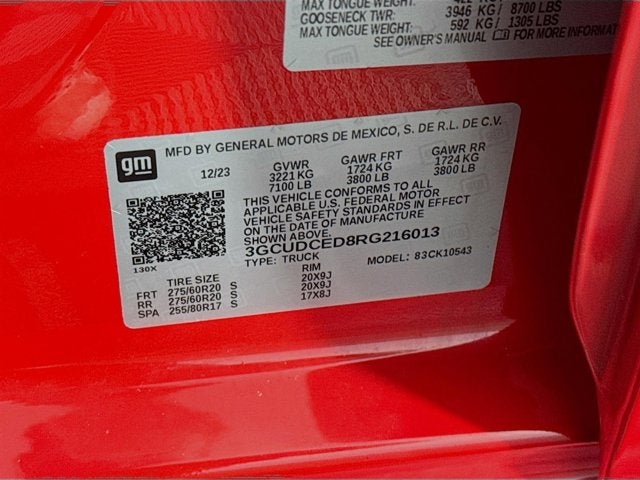 MAX TONGUE WEIGHT:
GOOSENECK TWR: 3946 KG / 8700 LBS
MAX TONGUE WEIGHT: 592 KG / 1305 LBS
SEE OWNER'S MANUAL FOR MORE
gm
MFD BY GENERAL MOTORS DE MEXICO, S. DE R.L. DE C.V.
12/23 GVWR GAWR FRT GAWR RR
3221 KG 1724 KG 1724 KG
7100 LB 3800 LB 3800 LB
THIS VEHICLE CONFORMS TO ALL
APPLICABLE U.S. FEDERAL MOTOR
VEHICLE SAFETY STANDARDS IN EFFECT
ON THE DATE OF MANUFACTURE
SHOWN ABOVE.
3GCUDCED8RG216013
130X TYPE: TRUCK MODEL: 83CK10543
TIRE SIZE RIM
FRT 275/60R20 S 20X9J
RR 275/60R20 S 20X9J
SPA 255/80R17 S 17X8J